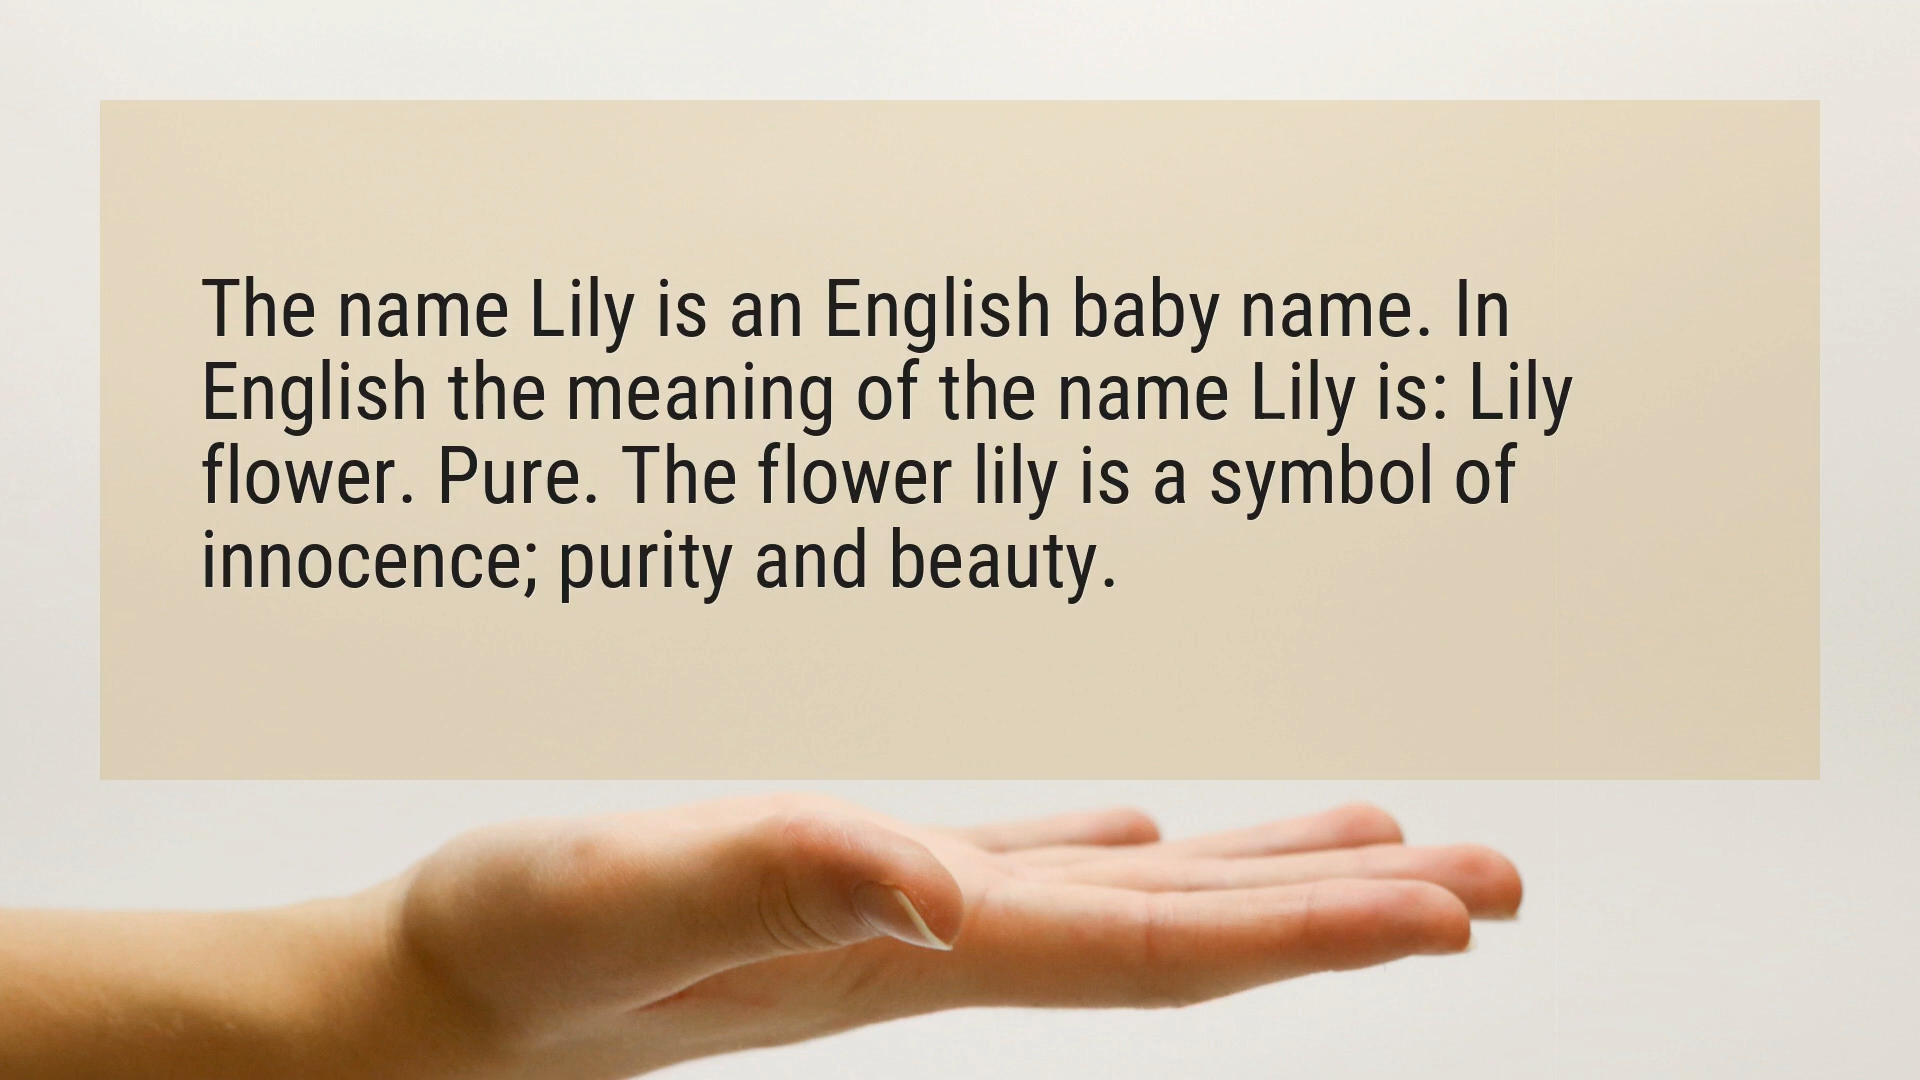 The name Lily is an English baby name. In
English the meaning of the name Lily is: Lily
flower. Pure. The flower lily is a symbol of
innocence; purity and beauty.